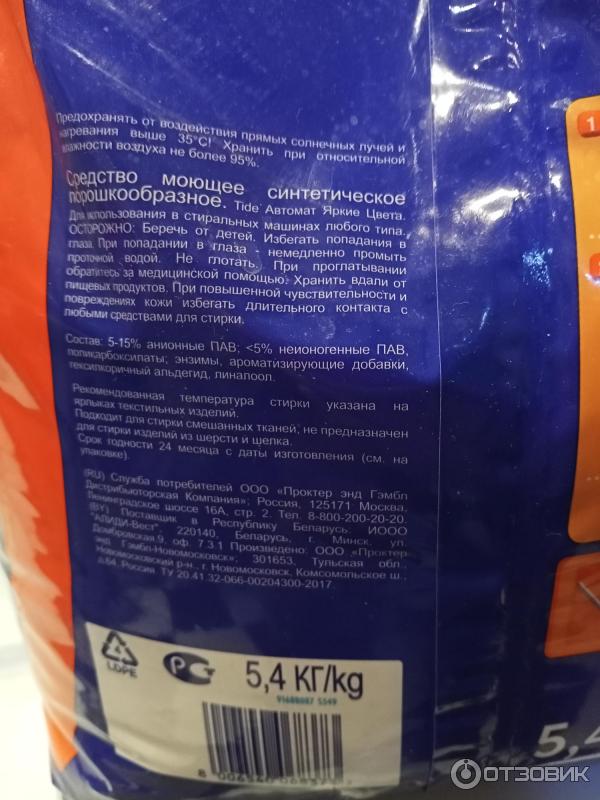 Предохранять от воздействия прямых солнечных лучей и
нагревания выше 35°С! Хранить при относительной
влажности воздуха не более 95%.
Средство моющее синтетическое
порошкообразное. Tide Автомат Яркие Цвета.
Для использования в стиральных машинах любого типа.
ОСТОРОЖНО: Беречь от детей. Избегать попадания в
глаза. При попадании в глаза - немедленно промыть
проточной водой. Не глотать. При проглатывании
обратитесь за медицинской помощью. Хранить вдали от
пищевых продуктов. При повышенной чувствительности и
повреждениях кожи избегать длительного контакта с
любыми средствами для стирки.
Состав: 5-15% анионные ПАВ; <5% неионогенные ПАВ,
поликарбоксилаты; энзимы, ароматизирующие добавки,
гексилкоричный альдегид, линалоол.
Рекомендованная температура стирки указана на
ярлыках текстильных изделий.
Подходит для стирки смешанных тканей, не предназначен
для стирки изделий из шерсти и шелка.
Срок годности 24 месяца с даты изготовления (см. на
упаковке).
(RU) Служба потребителей ООО «Проктер энд Гэмбл
Дистрибьюторская Компания»; Россия, 125171 Москва,
Ленинградское шоссе 16А, стр. 2. Тел. 8-800-200-20-20.
(BY) Поставщик в Республику Беларусь. ИООО
"АЛИДИ-Вест" 220140, Беларусь, г. Минск, ул.
Домбровская,9, оф. 7.3.1 Произведено: ООО «Проктер
энд Гэмбл-Новомосковск», 301653, Тульская обл.,
Новомосковский р-н., г. Новомосковск, Комсомольское ш.,
д.64, Россия. ТУ 20.41.32-066-00204300-2017.
4
LDPE
РСТ
5,4 КГ/kg
91688087 5549
1
5,4
ОТЗОВИК